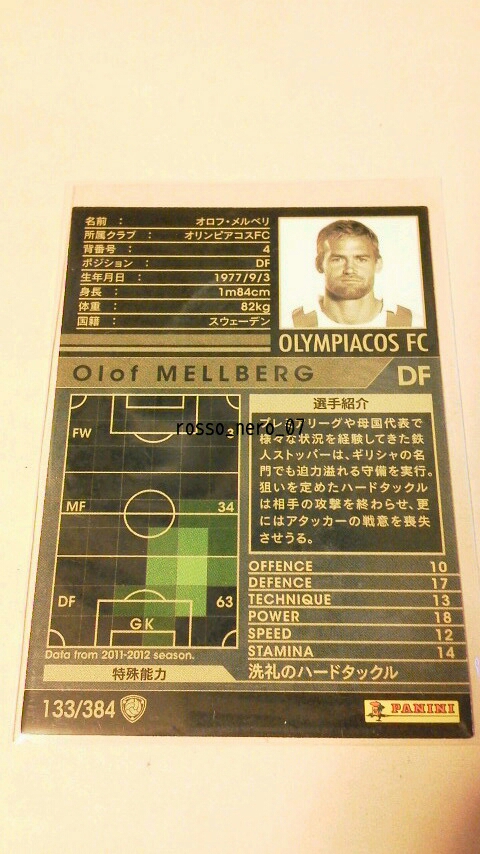 名前 : オロフ・メルベリ
所属クラブ : オリンピアコスFC
背番号 : 4
ポジション : DF
生年月日 : 1977/9/3
身長 : 1m84cm
体重 : 82kg
国籍 : スウェーデン
OLYMPIACOS FC
Olof MELLBERG DF
FW 3
MF 34
DF 63
GK
Data from 2011-2012 season.
選手紹介
プレミアリーグや母国代表で
様々な状況を経験してきた鉄
人ストッパーは、ギリシャの名
門でも迫力溢れる守備を実行。
狙いを定めたハードタックル
は相手の攻撃を終わらせ、更
にはアタッカーの戦意を喪失
させうる。
OFFENCE 10
DEFENCE 17
TECHNIQUE 13
POWER 18
SPEED 12
STAMINA 14
特殊能力 洗礼のハードタックル
133/384
PANINI
rosso_nero_07